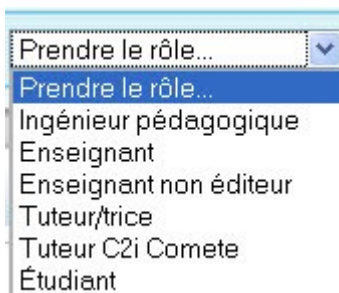 Prendre le rôle...
Prendre le rôle...
Ingénieur pédagogique
Enseignant
Enseignant non éditeur
Tuteur/trice
Tuteur C2i Comete
Étudiant